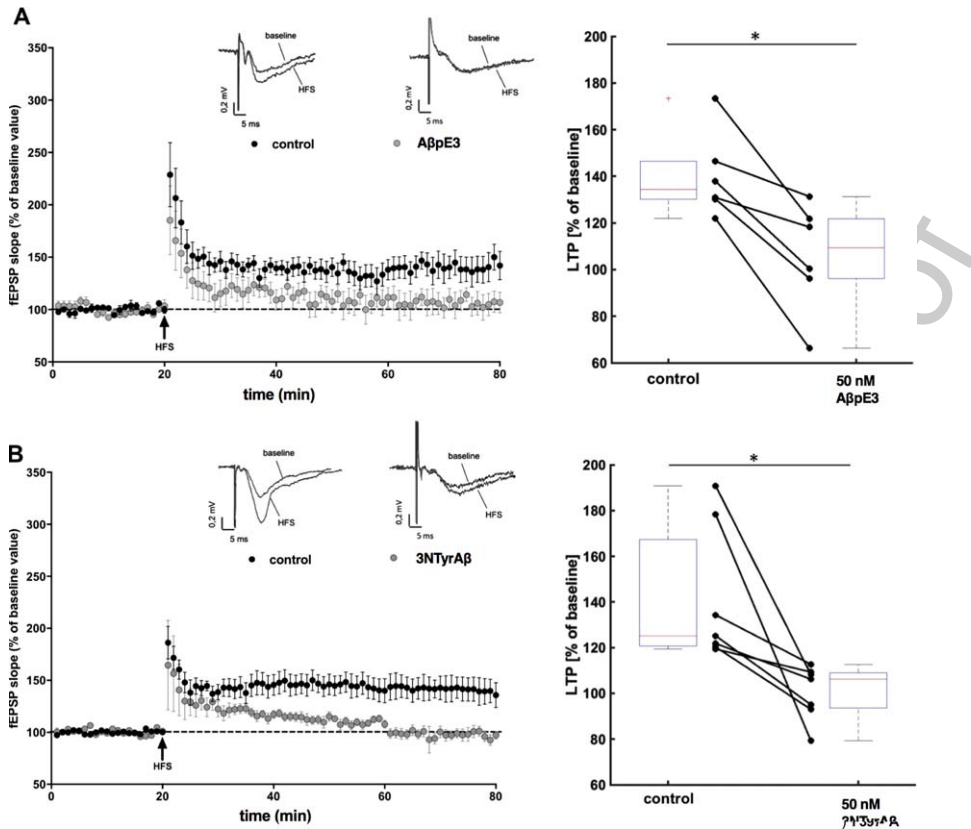 A
350
300
250
200
150
100
50
0
20
40
60
80
fEPSP slope (% of baseline value)
time (min)
HFS
baseline
HFS
0,2 mV
5 ms
baseline
HFS
0,2 mV
5 ms
control
AβpE3
200
180
160
140
120
100
80
60
LTP [% of baseline]
*
control
50 nM
AβpE3
B
350
300
250
200
150
100
50
0
20
40
60
80
fEPSP slope (% of baseline value)
time (min)
HFS
baseline
HFS
0,2 mV
5 ms
baseline
HFS
0,2 mV
5 ms
control
3NTyrAβ
200
180
160
140
120
100
80
60
LTP [% of baseline]
*
control
50 nM